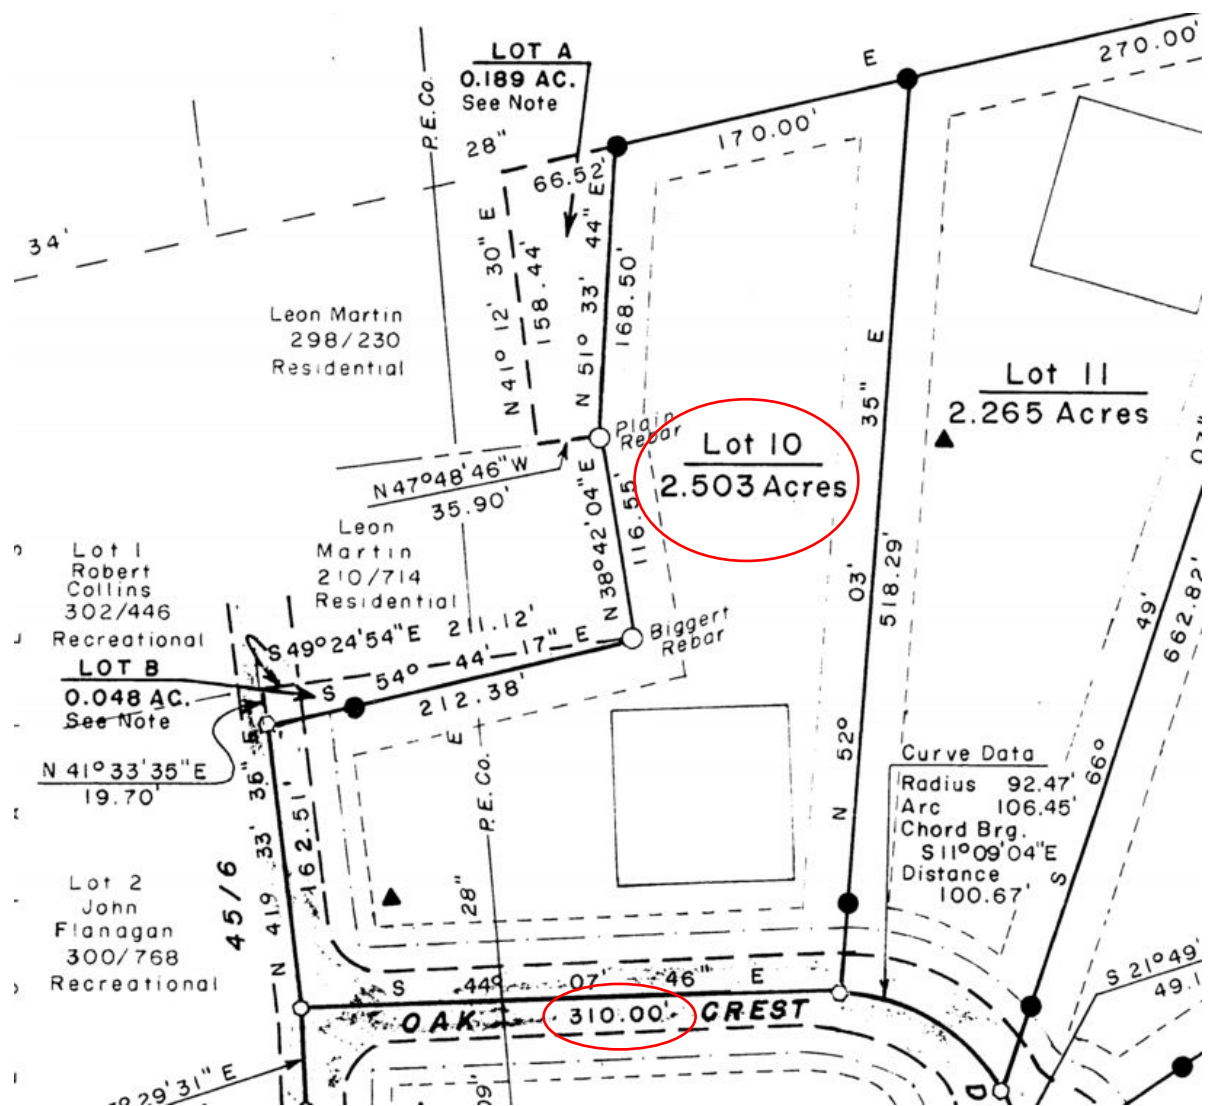 LOT A
0.189 AC.
See Note
P.E.Co.
28"
66.52'
E
170.00'
270.00'
34'
N 41° 12' 30" E
158.44'
N 51° 33' 44" E
168.50'
Leon Martin
298/230
Residential
Plain
Rebar
Lot 10
2.503 Acres
Lot 11
2.265 Acres
N47°48'46"W
35.90'
N 38°42'04"E
116.55'
Leon
Martin
210/714
Residential
Lot 1
Robert
Collins
302/446
Recreational
S49°24'54"E 211.12'
S 54° 44' 17" E
212.38'
Biggert
Rebar
LOT B
0.048 AC.
See Note
N 41°33'35"E
19.70'
N 52° 03' 35" E
518.29'
S 66° 49'
662.82'
Curve Data
Radius 92.47'
Arc 106.45'
Chord Brg.
S11°09'04"E
Distance
100.67'
162.51'
45/6
E
28"
P.E.Co.
Lot 2
John
Flanagan
300/768
Recreational
S 44° 07' 46" E
OAK 310.00' CREST
S 21°49'
29'31" E
09"
D